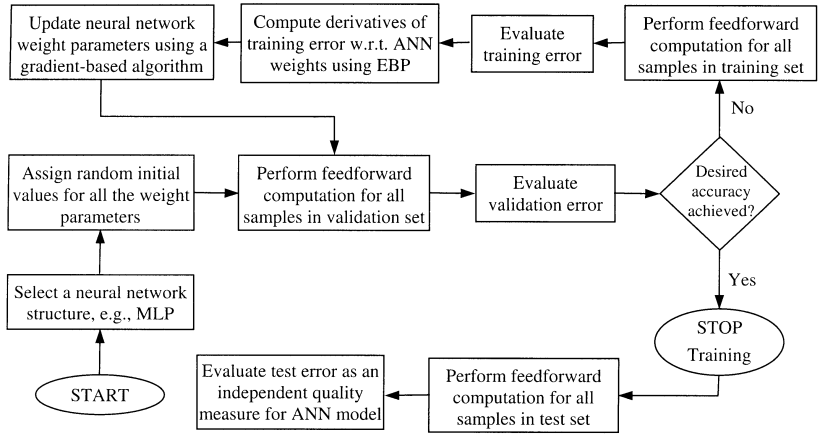 Update neural network
weight parameters using a
gradient-based algorithm
Compute derivatives of
training error w.r.t. ANN
weights using EBP
Evaluate
training error
Perform feedforward
computation for all
samples in training set
No
Assign random initial
values for all the weight
parameters
Perform feedforward
computation for all
samples in validation set
Evaluate
validation error
Desired
accuracy
achieved?
Yes
Select a neural network
structure, e.g., MLP
STOP
Training
START
Evaluate test error as an
independent quality
measure for ANN model
Perform feedforward
computation for all
samples in test set